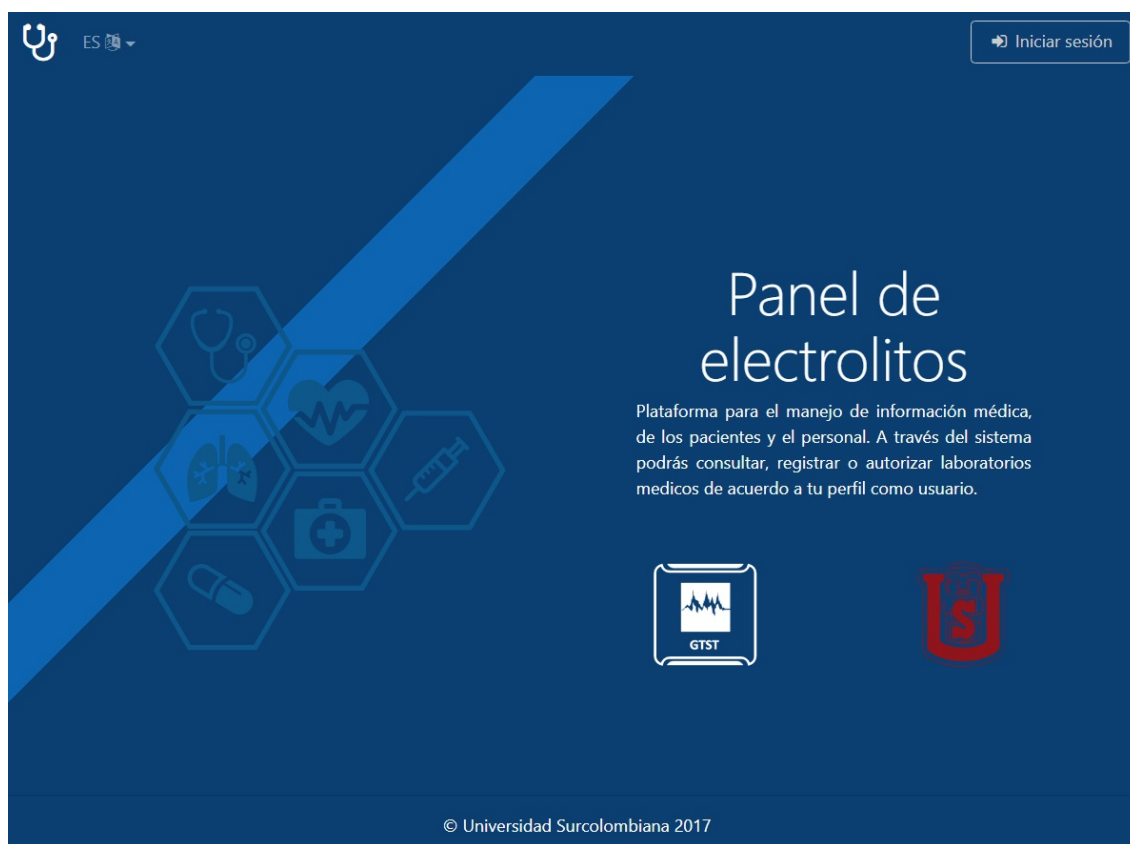 ES
Iniciar sesión
Panel de
electrolitos
Plataforma para el manejo de información médica,
de los pacientes y el personal. A través del sistema
podrás consultar, registrar o autorizar laboratorios
medicos de acuerdo a tu perfil como usuario.
GTST
U S
© Universidad Surcolombiana 2017